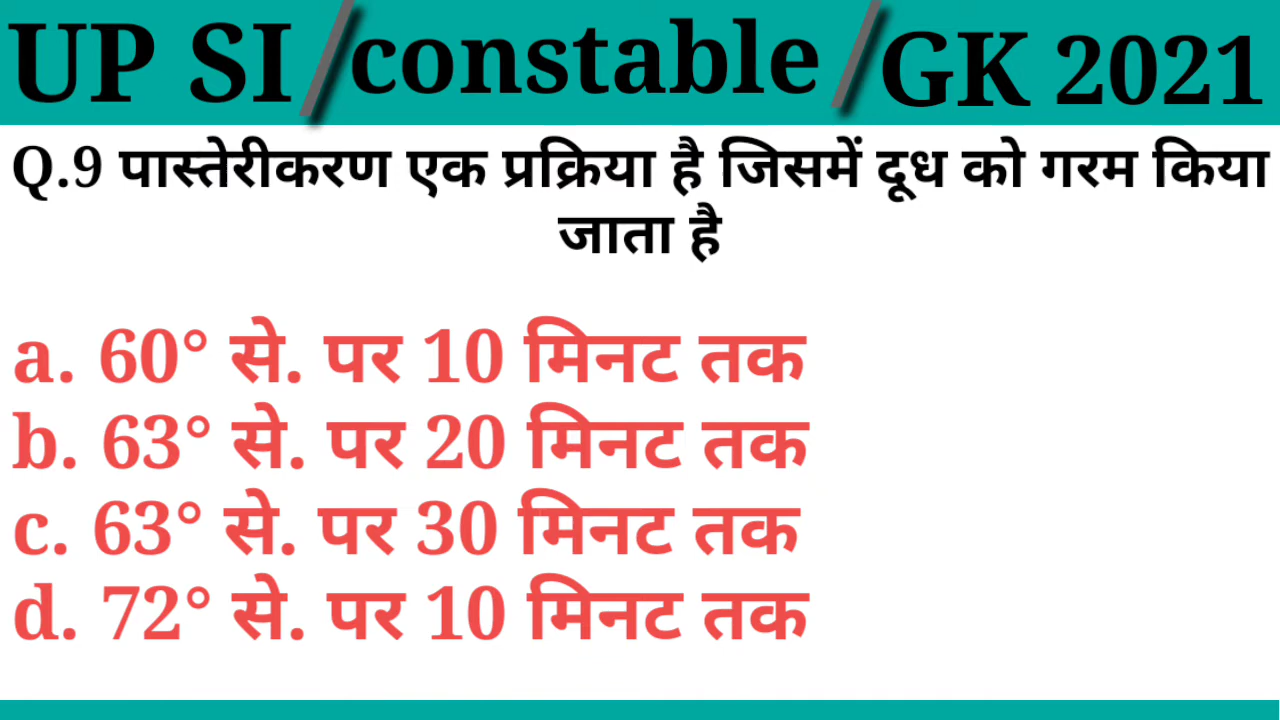 UP SI/constable/GK 2021
Q.9 पास्तेरीकरण एक प्रक्रिया है जिसमें दूध को गरम किया
जाता है
a. 60° से. पर 10 मिनट तक
b. 63° से. पर 20 मिनट तक
c. 63° से. पर 30 मिनट तक
d. 72° से. पर 10 मिनट तक